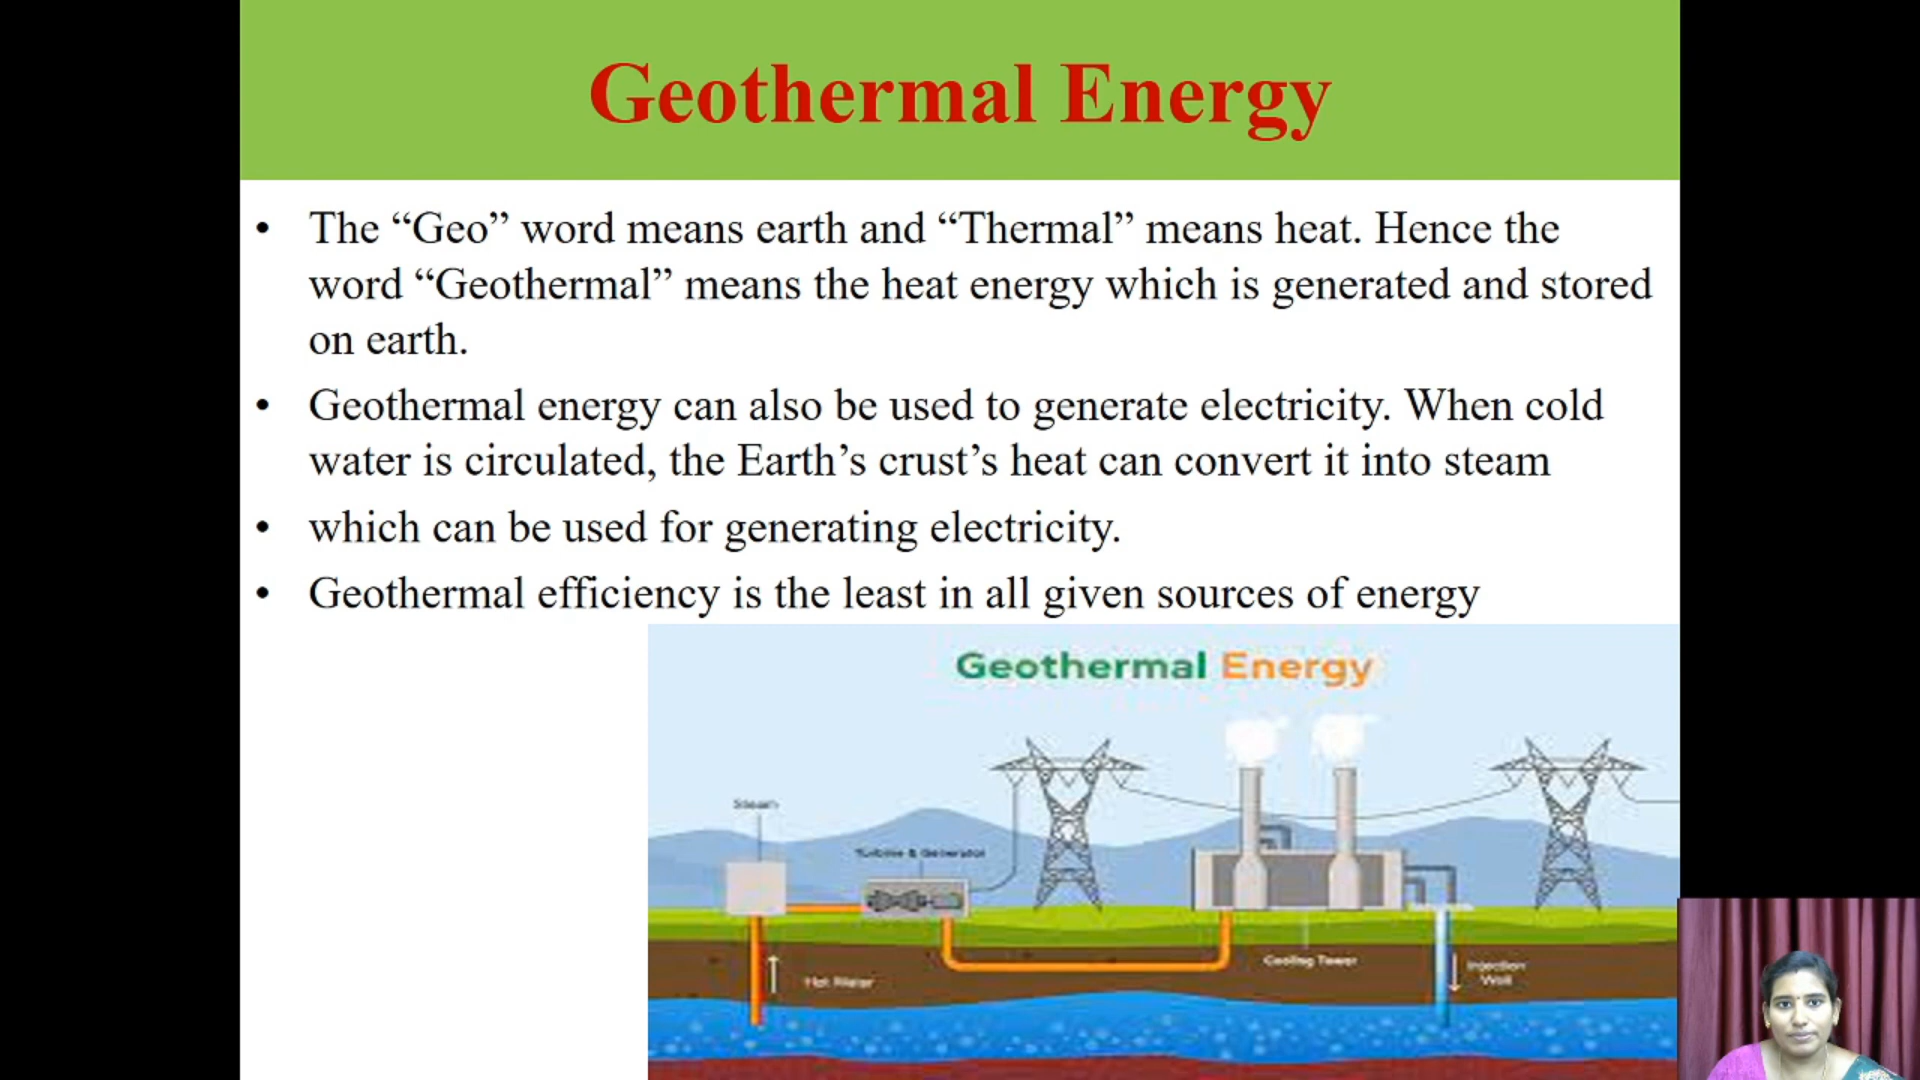 Geothermal Energy
• The “Geo” word means earth and “Thermal” means heat. Hence the
word “Geothermal” means the heat energy which is generated and stored
on earth.
• Geothermal energy can also be used to generate electricity. When cold
water is circulated, the Earth’s crust’s heat can convert it into steam
• which can be used for generating electricity.
• Geothermal efficiency is the least in all given sources of energy
Geothermal Energy
Steam
Turbine & Generator
Cooling Tower
Injection
Well
Hot Water